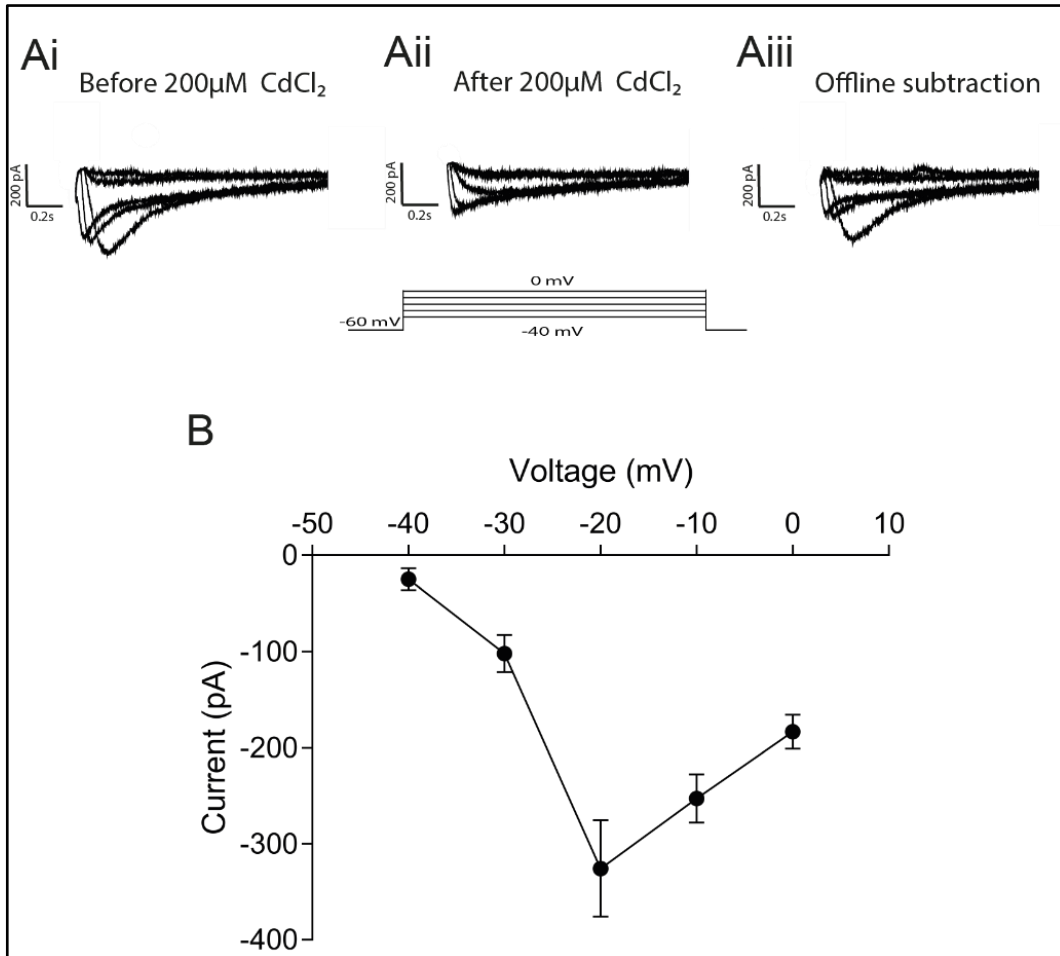 Ai
Before 200µM CdCl₂
200 pA
0.2s
Aii
After 200µM CdCl₂
200 pA
0.2s
Aiii
Offline subtraction
200 pA
0.2s
0 mV
-60 mV
-40 mV
B
Voltage (mV)
-50 -40 -30 -20 -10 0 10
0
-100
-200
-300
-400
Current (pA)